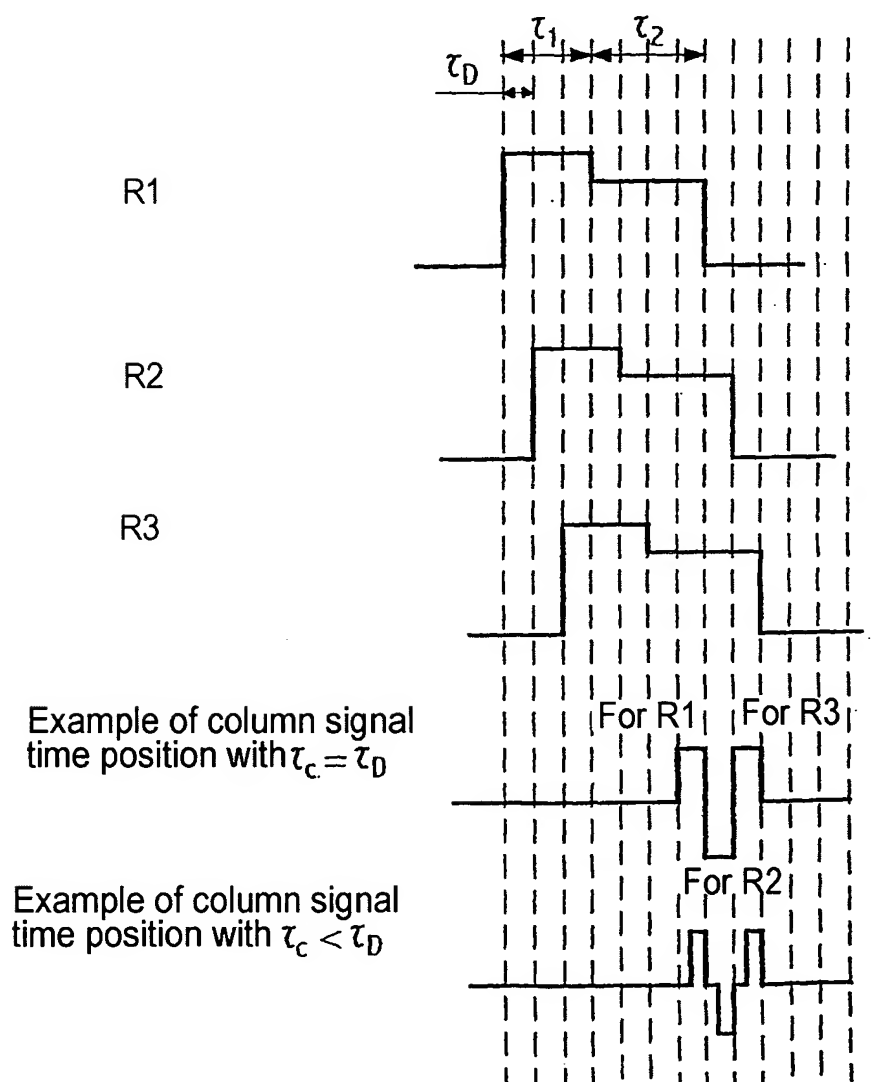 τ1 τ2
τD
R1
R2
R3
Example of column signal
time position with τc. = τD
For R1 For R3
For R2
Example of column signal
time position with τc < τD